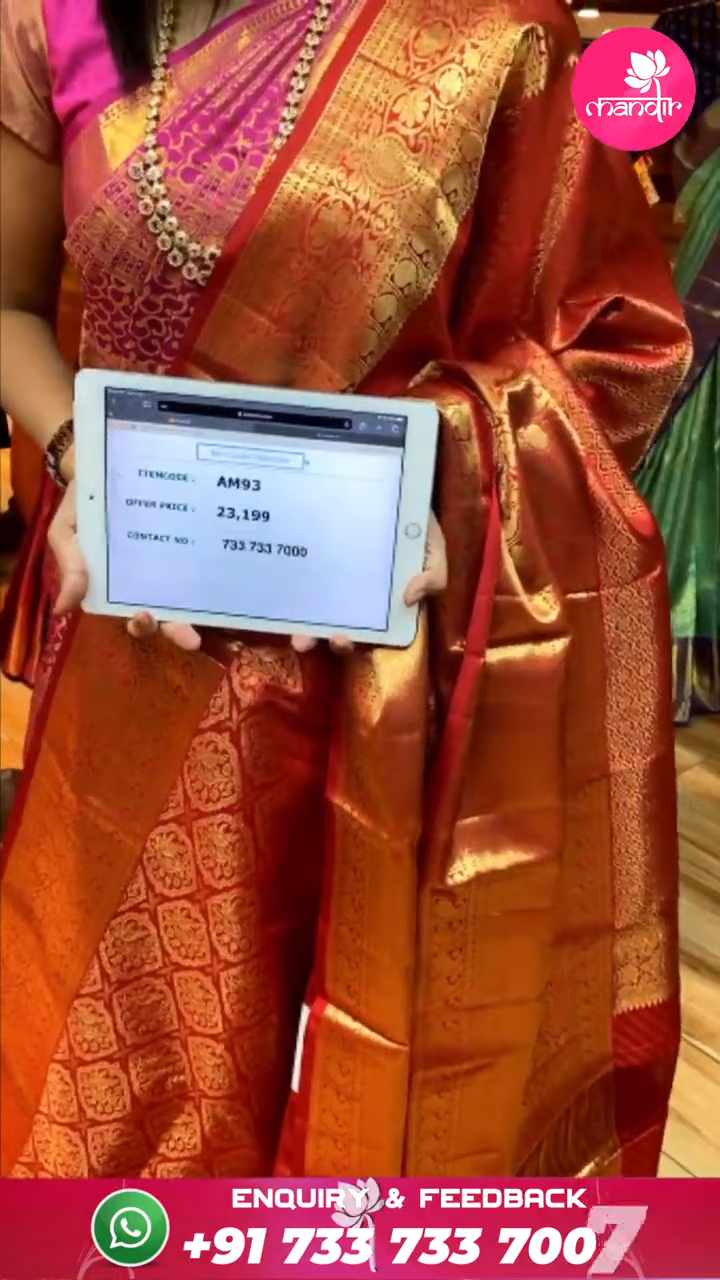 mandir
ITEMCODE : AM93
OFFER PRICE : 23,199
CONTACT NO : 733 733 7000
ENQUIRY & FEEDBACK
+91 733 733 7007